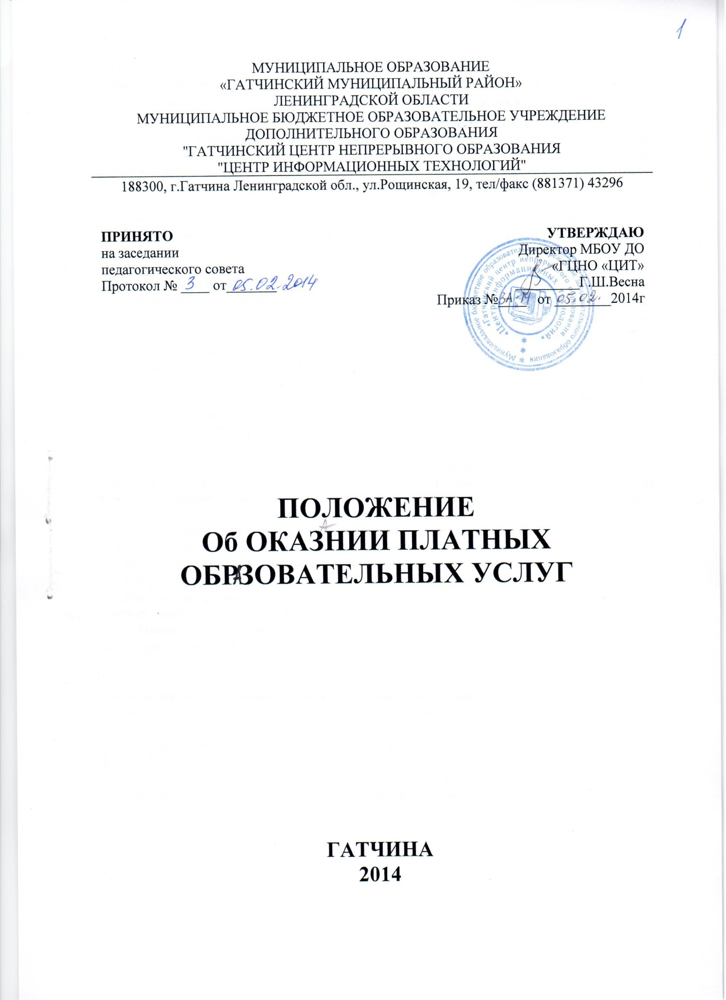 1
МУНИЦИПАЛЬНОЕ ОБРАЗОВАНИЕ
«ГАТЧИНСКИЙ МУНИЦИПАЛЬНЫЙ РАЙОН»
ЛЕНИНГРАДСКОЙ ОБЛАСТИ
МУНИЦИПАЛЬНОЕ БЮДЖЕТНОЕ ОБРАЗОВАТЕЛЬНОЕ УЧРЕЖДЕНИЕ
ДОПОЛНИТЕЛЬНОГО ОБРАЗОВАНИЯ
"ГАТЧИНСКИЙ ЦЕНТР НЕПРЕРЫВНОГО ОБРАЗОВАНИЯ
"ЦЕНТР ИНФОРМАЦИОННЫХ ТЕХНОЛОГИЙ"
188300, г.Гатчина Ленинградской обл., ул.Рощинская, 19, тел/факс (881371) 43296
ПРИНЯТО
на заседании
педагогического совета
Протокол № 3 от 05.02.2014
УТВЕРЖДАЮ
Директор МБОУ ДО
«ГЦНО «ЦИТ»
Г.Ш.Весна
Приказ № от 05.02. 2014г
Муниципальное бюджетное образовательное учреждение дополнительного образования
Гатчинский центр непрерывного образования
Центр информационных технологий
ПОЛОЖЕНИЕ
Об ОКАЗАНИИ ПЛАТНЫХ
ОБРАЗОВАТЕЛЬНЫХ УСЛУГ
ГАТЧИНА
2014